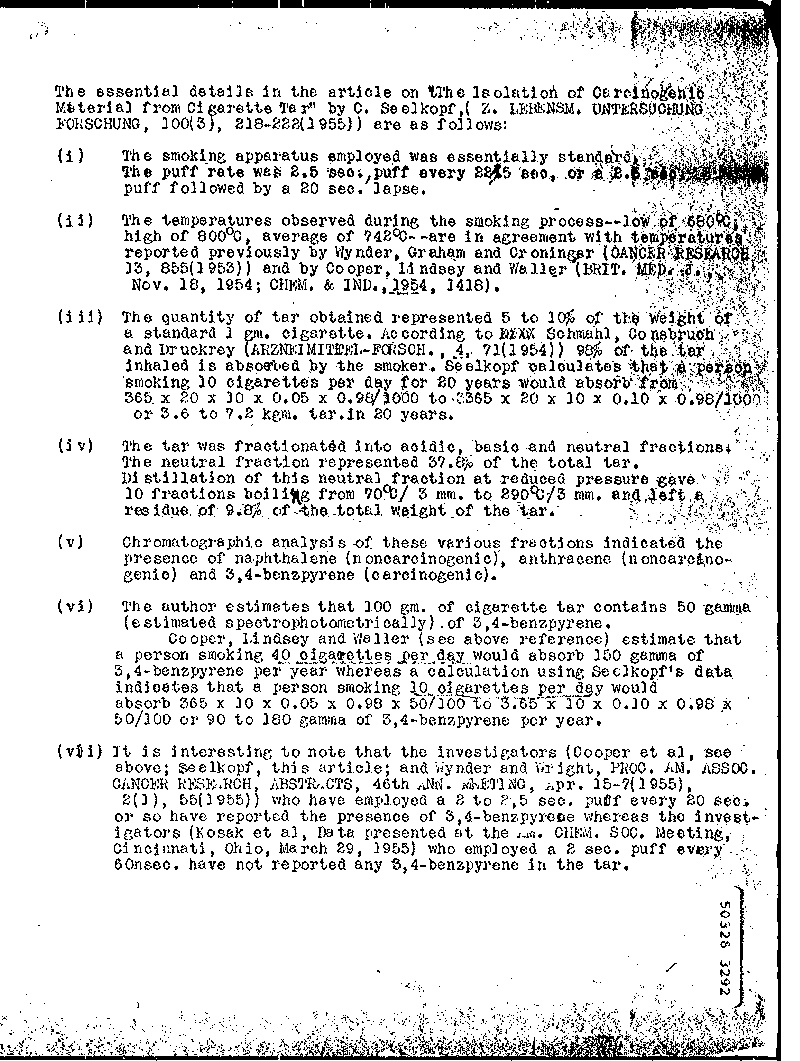 The essential details in the article on "The Isolation of Carcinogenic
Material from Cigarette Tar" by C. Seelkopf,( Z. LEBENSM. UNTERSUCHUNG
FORSCHUNG, 100(3), 218-222(1955)) are as follows:
(i) The smoking apparatus employed was essentially standard.
The puff rate was 2.5 sec. puff every 22.5 sec. or a 2.5
puff followed by a 20 sec. lapse.
(ii) The temperatures observed during the smoking process--low of 680°C,
high of 800°C, average of 742°C--are in agreement with temperatures
reported previously by Wynder, Graham and Croninger (CANCER RESEARCH
13, 855(1953)) and by Cooper, Lindsey and Waller (BRIT. MED. J.,
Nov. 18, 1954; CHEM. & IND., 1954, 1418).
(iii) The quantity of tar obtained represented 5 to 10% of the weight of
a standard 1 gm. cigarette. According to Schmahl, Consbruch
and Druckrey (ARZNEIMITTEL-FORSCH., 4, 71(1954)) 98% of the tar
inhaled is absorbed by the smoker. Seelkopf calculates that a person
smoking 10 cigarettes per day for 20 years would absorb from
365 x 20 x 10 x 0.05 x 0.98/1000 to 3365 x 20 x 10 x 0.10 x 0.98/1000
or 3.6 to 7.2 kgm. tar.in 20 years.
(iv) The tar was fractionated into acidic, basic and neutral fractions.
The neutral fraction represented 37.8% of the total tar.
Distillation of this neutral fraction at reduced pressure gave
10 fractions boiling from 70°C/ 3 mm. to 290°C/3 mm. and left a
residue of 9.8% of the total weight of the tar.
(v) Chromatographic analysis of these various fractions indicated the
presence of naphthalene (noncarcinogenic), anthracene (noncarcino-
genic) and 3,4-benzpyrene (carcinogenic).
(vi) The author estimates that 100 gm. of cigarette tar contains 50 gamma
(estimated spectrophotometrically) of 3,4-benzpyrene.
Cooper, Lindsey and Waller (see above reference) estimate that
a person smoking 40 cigarettes per day would absorb 150 gamma of
3,4-benzpyrene per year whereas a calculation using Seelkopf's data
indicates that a person smoking 10 cigarettes per day would
absorb 365 x 10 x 0.05 x 0.98 x 50/100 to 3.65 x 10 x 0.10 x 0.98 x
50/100 or 90 to 180 gamma of 3,4-benzpyrene per year.
(vii) It is interesting to note that the investigators (Cooper et al, see
above; Seelkopf, this article; and Wynder and Wright, PROC. AM. ASSOC.
CANCER RESEARCH, ABSTRACTS, 46th ANN. MEETING, Apr. 15-7(1955),
2(1), 55(1955)) who have employed a 2 to 2.5 sec. puff every 20 sec.
or so have reported the presence of 3,4-benzpyrene whereas the invest-
igators (Kosak et al, Data presented at the Am. CHEM. SOC. Meeting,
Cincinnati, Ohio, March 29, 1955) who employed a 2 sec. puff every
60nsec. have not reported any 3,4-benzpyrene in the tar.
50328 3292